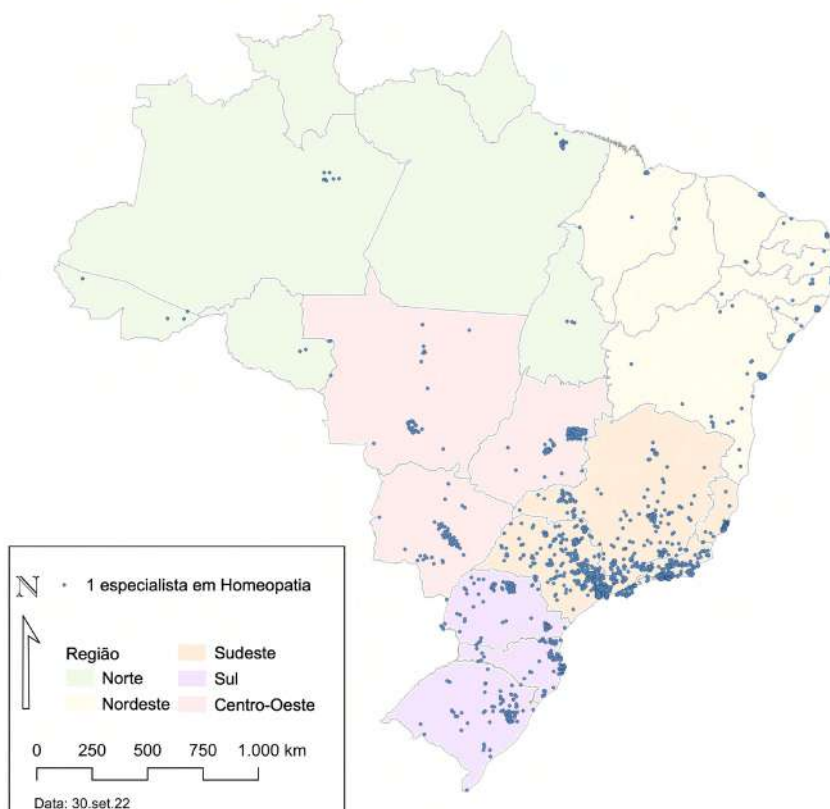 N
1 especialista em Homeopatia
Região
Norte
Nordeste
Sudeste
Sul
Centro-Oeste
0 250 500 750 1.000 km
Data: 30.set.22